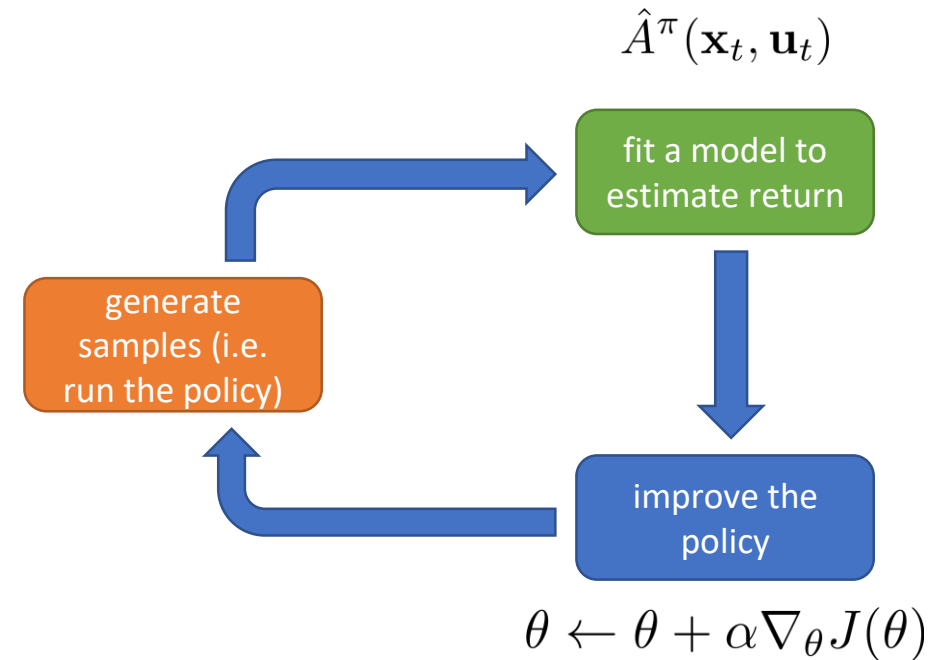 Â^π(x_t, u_t)
fit a model to
estimate return
generate
samples (i.e.
run the policy)
improve the
policy
θ ← θ + α∇_θ J(θ)